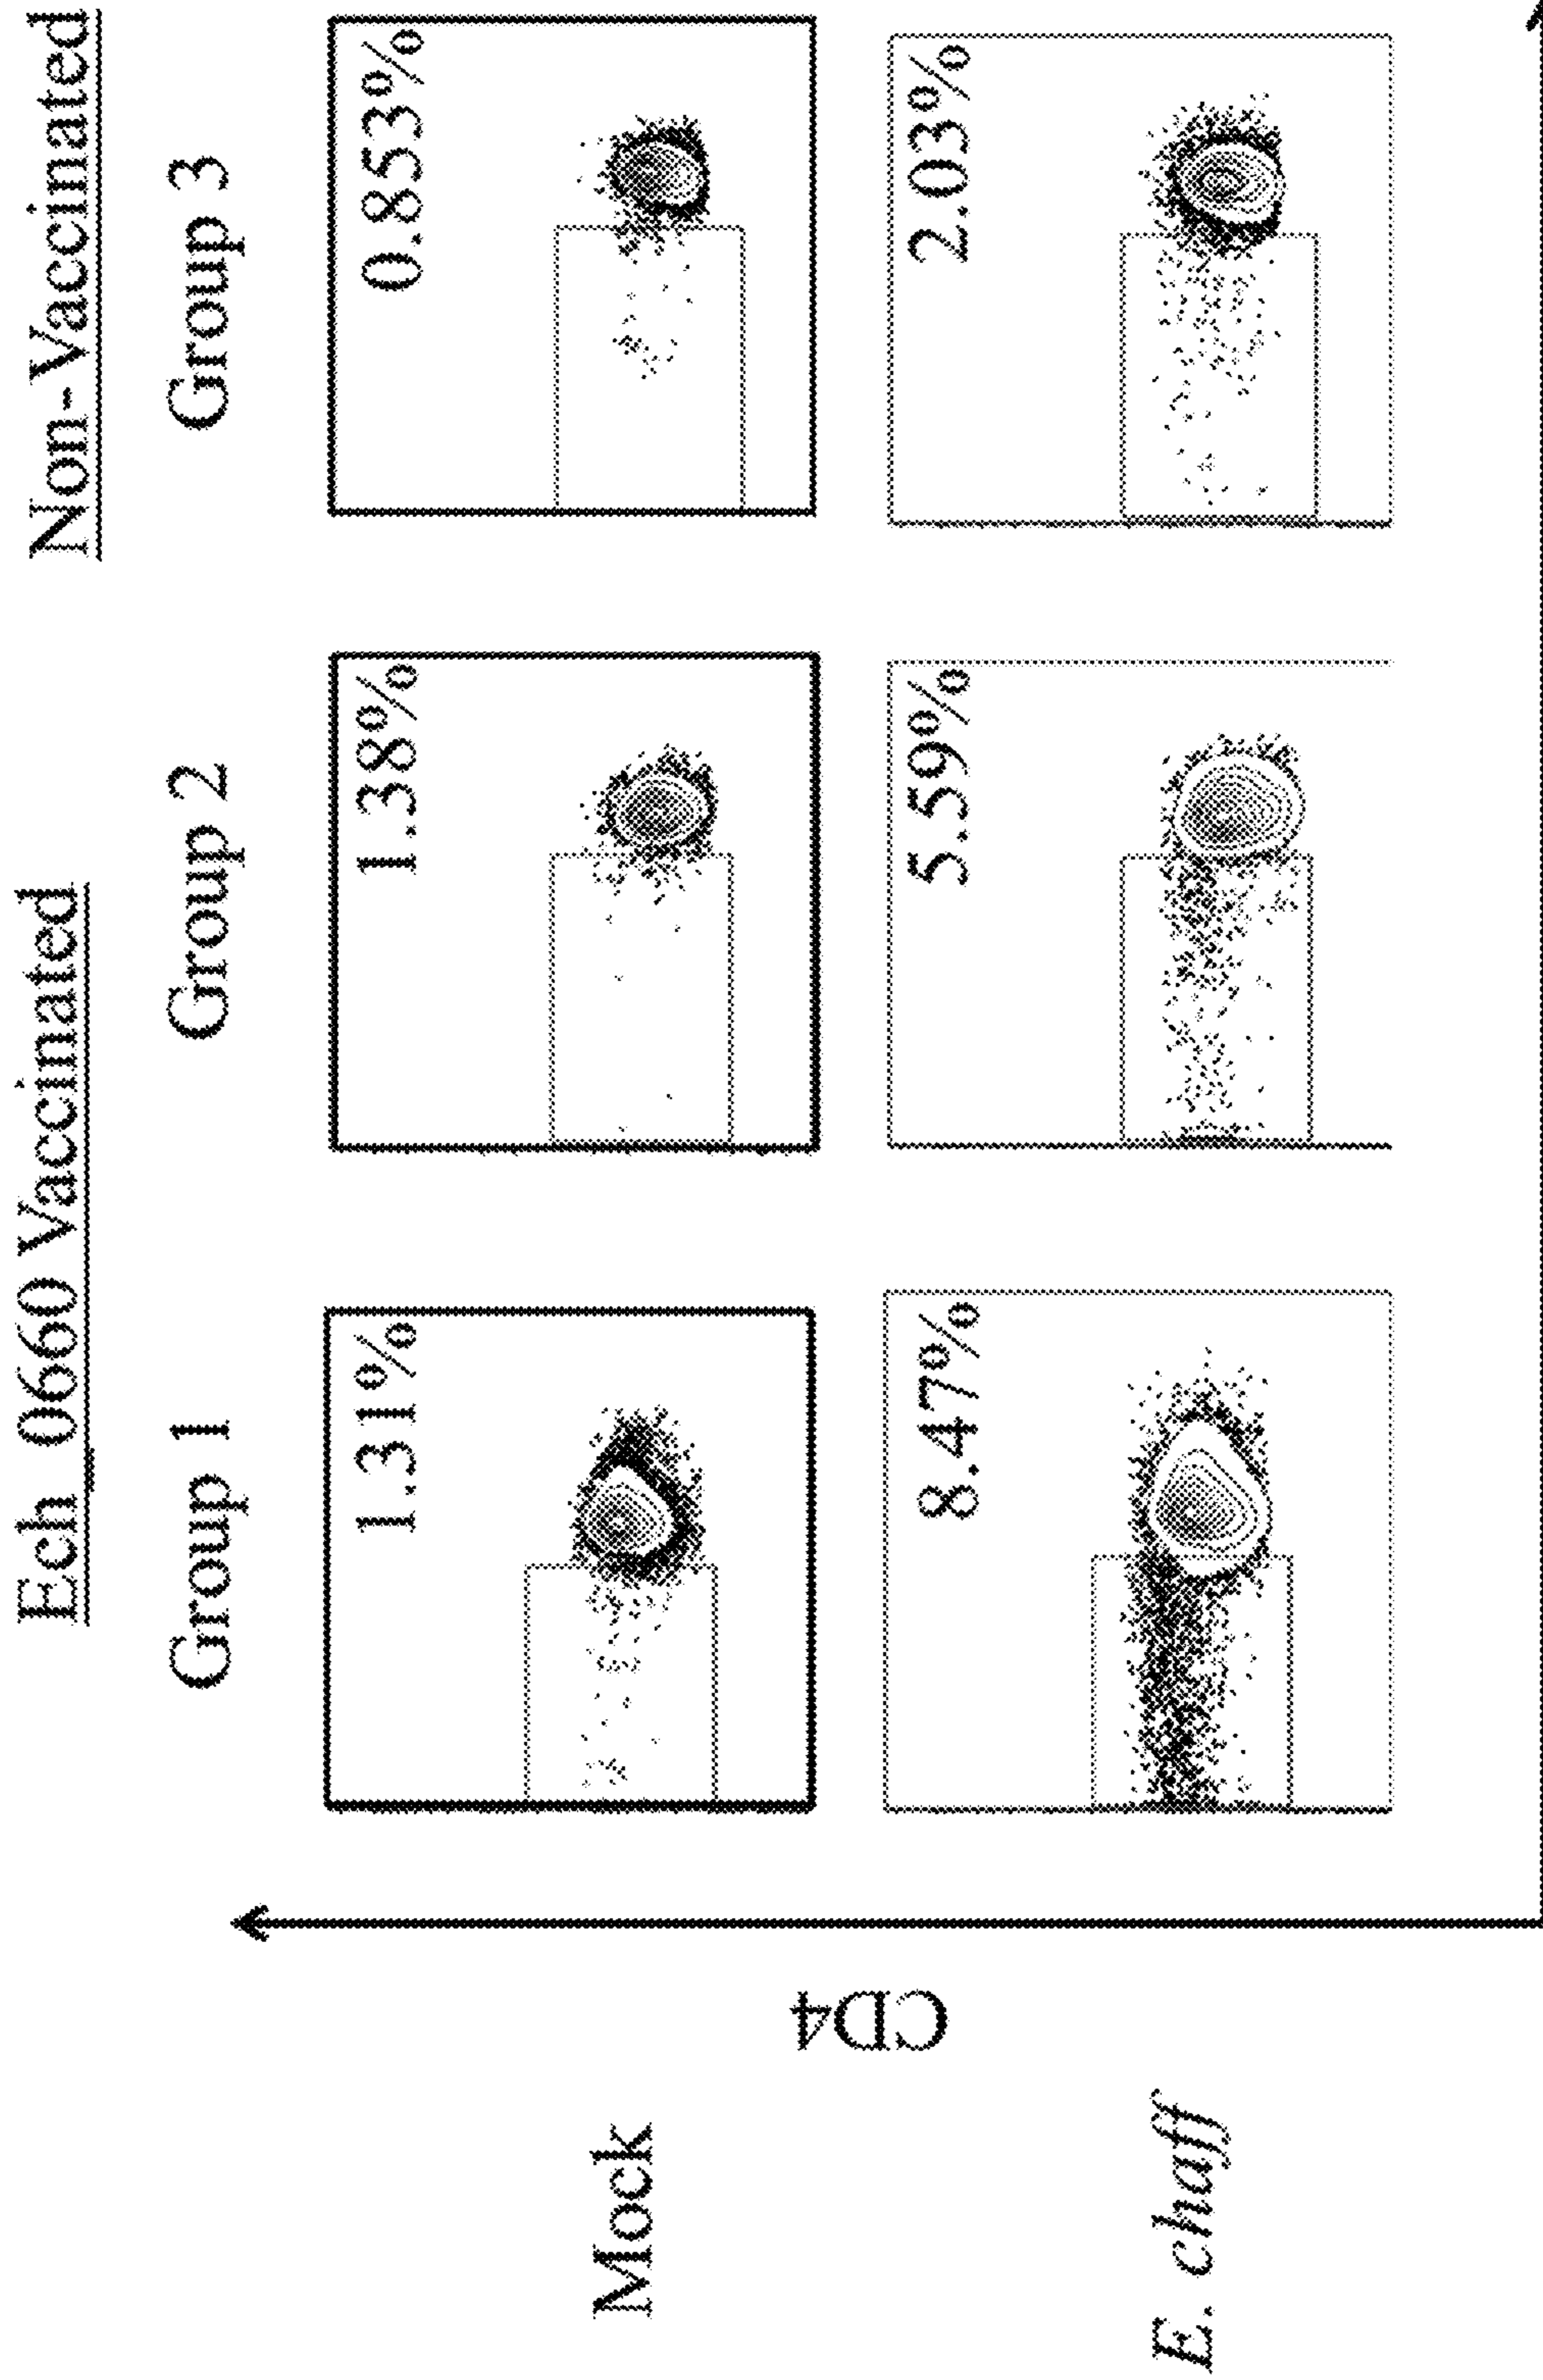 Ech_0660 Vaccinated
Non-Vaccinated
Group 1
Group 2
Group 3
Mock
1.31%
1.38%
0.853%
CD4
E. chaff
8.47%
5.59%
2.03%